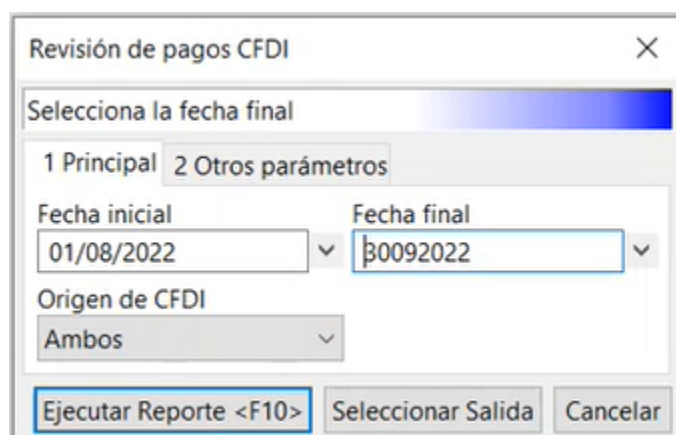 Revisión de pagos CFDI
Selecciona la fecha final
1 Principal 2 Otros parámetros
Fecha inicial Fecha final
01/08/2022 30092022
Origen de CFDI
Ambos
Ejecutar Reporte <F10> Seleccionar Salida Cancelar